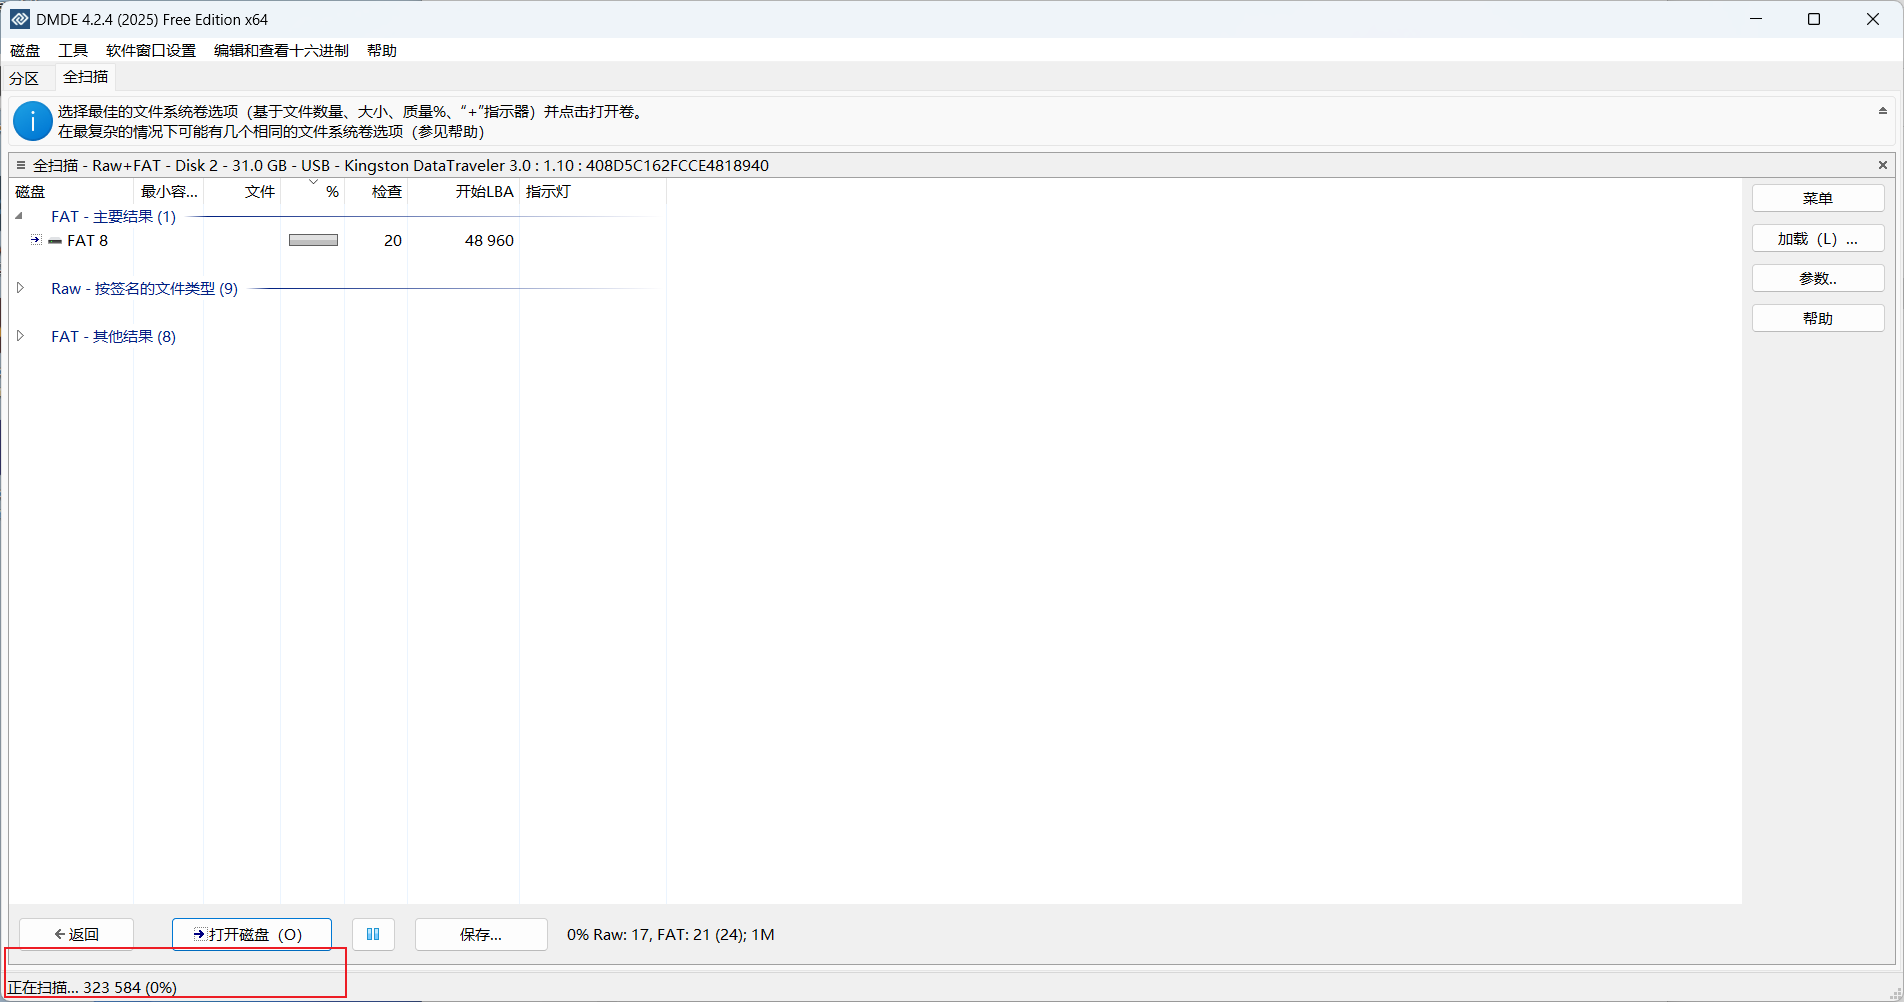 DMDE 4.2.4 (2025) Free Edition x64
磁盘 工具 软件窗口设置 编辑和查看十六进制 帮助
分区 全扫描
选择最佳的文件系统卷选项（基于文件数量、大小、质量%、“+”指示器）并点击打开卷。
在最复杂的情况下可能有几个相同的文件系统卷选项（参见帮助）
全扫描 - Raw+FAT - Disk 2 - 31.0 GB - USB - Kingston DataTraveler 3.0 : 1.10 : 408D5C162FCCE4818940
磁盘 最小容... 文件 % 检查 开始LBA 指示灯
FAT - 主要结果 (1)
FAT 8 20 48 960
Raw - 按签名的文件类型 (9)
FAT - 其他结果 (8)
菜单
加载（L）...
参数..
帮助
返回 打开磁盘（O） 保存... 0% Raw: 17, FAT: 21 (24); 1M
正在扫描... 323 584 (0%)